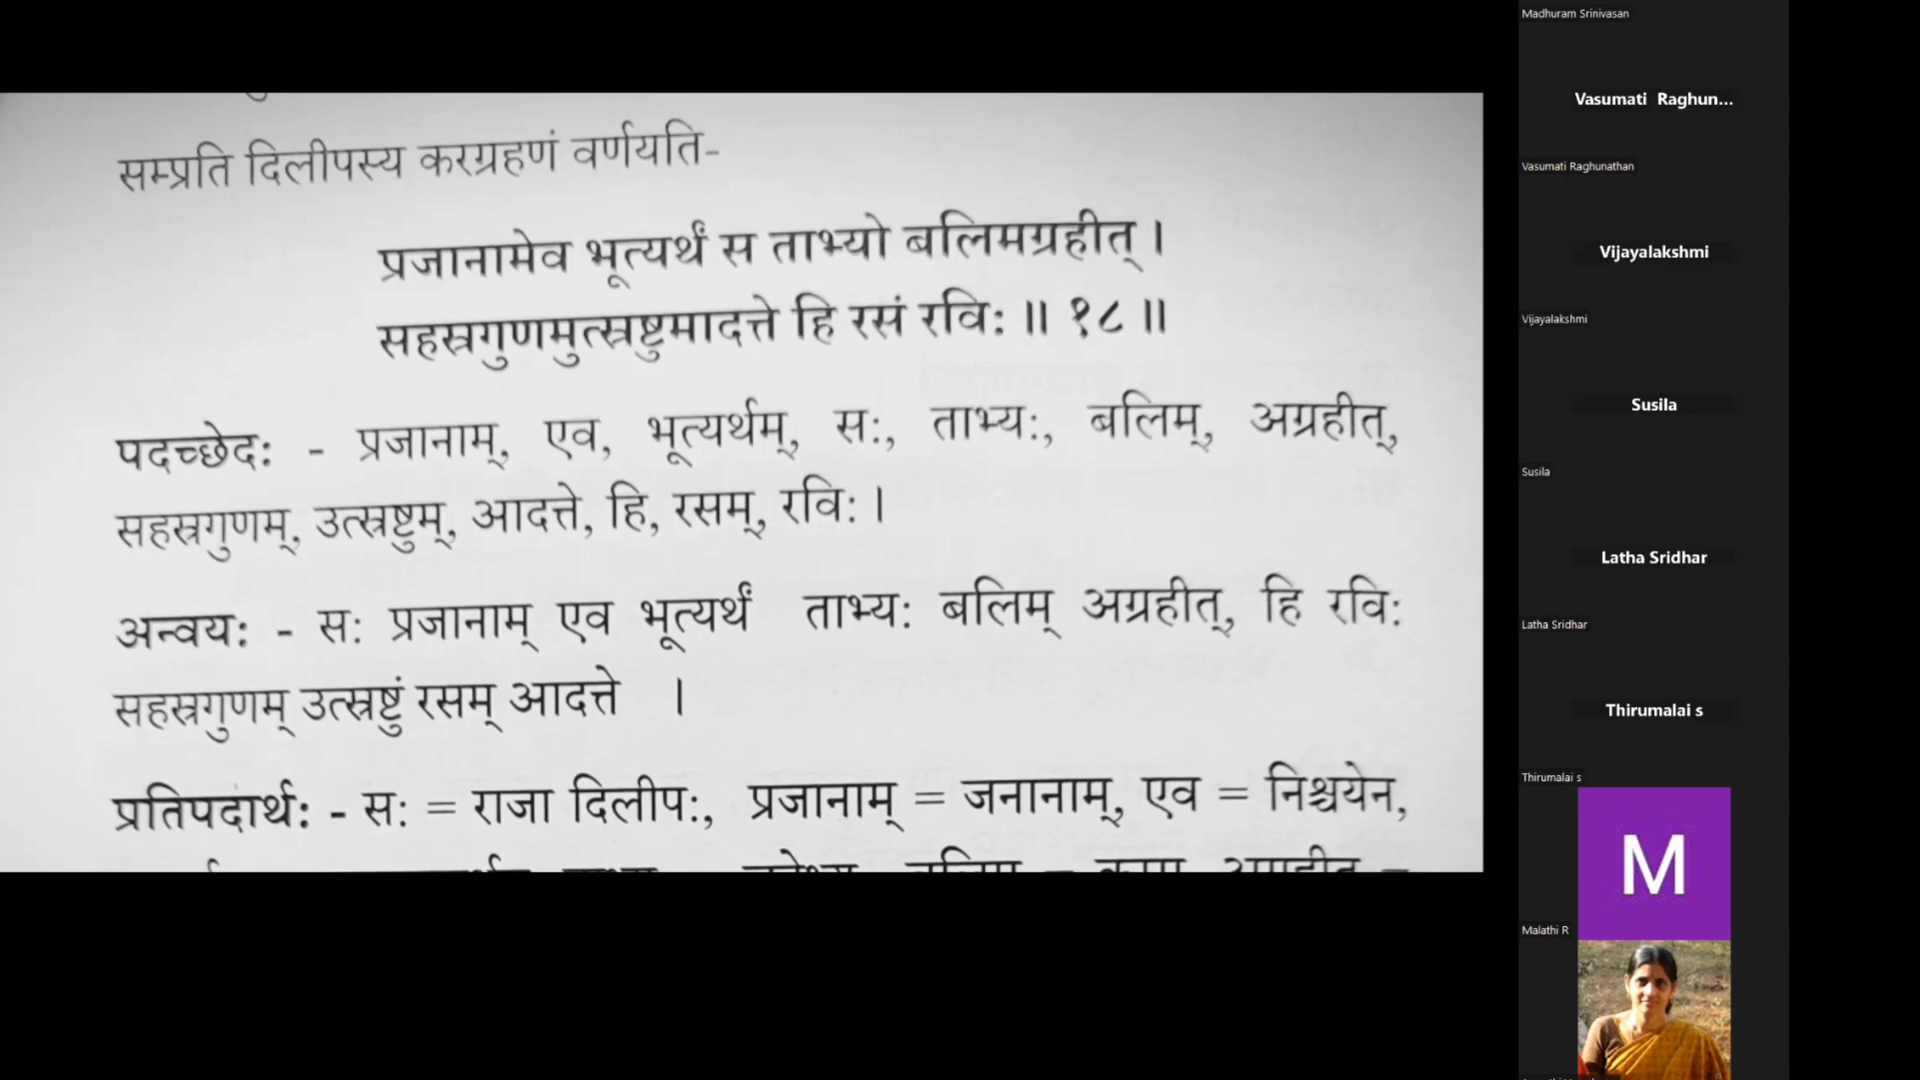 सम्प्रति दिलीपस्य करग्रहणं वर्णयति-
प्रजानामेव भूत्यर्थं स ताभ्यो बलिमग्रहीत् ।
सहस्रगुणमुत्स्रष्टुमादत्ते हि रसं रविः ॥ १८ ॥
पदच्छेदः - प्रजानाम्, एव, भूत्यर्थम्, सः, ताभ्यः, बलिम्, अग्रहीत्,
सहस्रगुणम्, उत्स्रष्टुम्, आदत्ते, हि, रसम्, रविः ।
अन्वयः - सः प्रजानाम् एव भूत्यर्थं ताभ्यः बलिम् अग्रहीत्, हि रविः
सहस्रगुणम् उत्स्रष्टुं रसम् आदत्ते ।
प्रतिपदार्थः - सः = राजा दिलीपः, प्रजानाम् = जनानाम्, एव = निश्चयेन,
Madhuram Srinivasan
Vasumati Raghun...
Vasumati Raghunathan
Vijayalakshmi
Vijayalakshmi
Susila
Susila
Latha Sridhar
Latha Sridhar
Thirumalai s
Thirumalai s
M
Malathi R